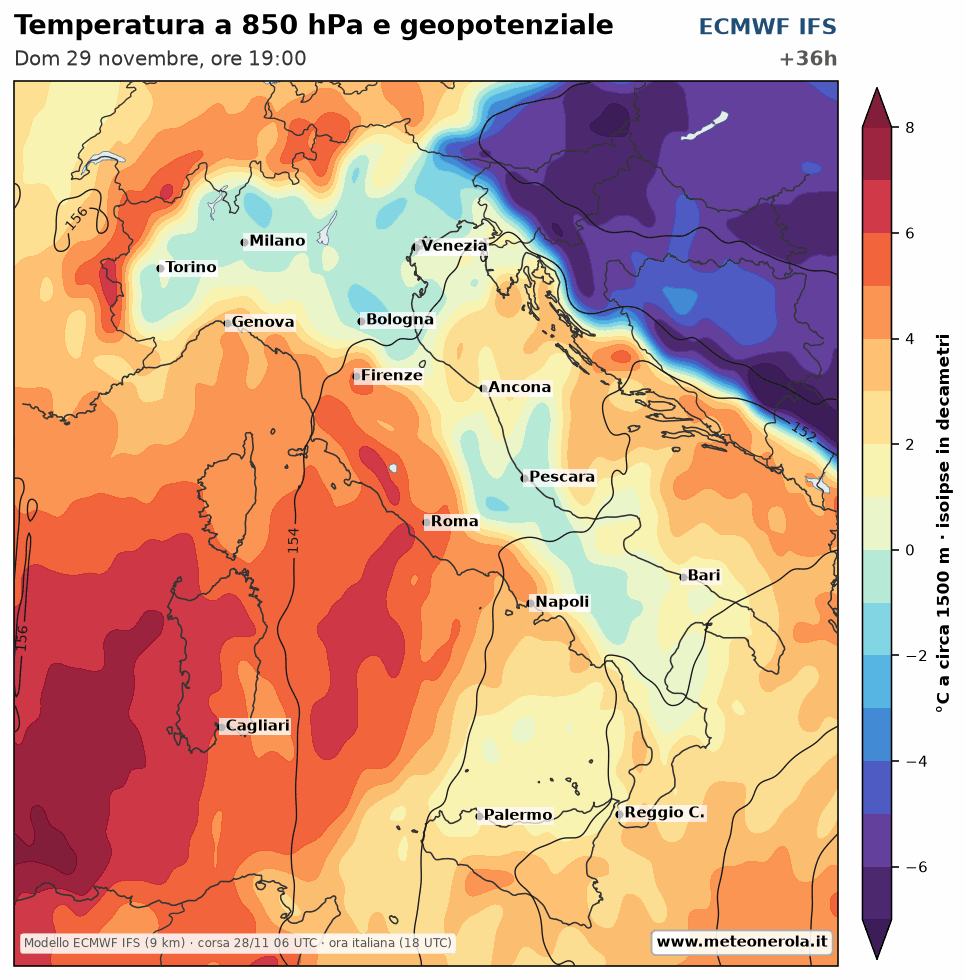 Temperatura a 850 hPa e geopotenziale
ECMWF IFS
Dom 29 novembre, ore 19:00
+36h
156
Milano
Venezia
Torino
Genova
Bologna
Firenze
Ancona
152
Pescara
Roma
154
Bari
Napoli
156
Cagliari
Palermo
Reggio C.
8
6
4
2
0
−2
−4
−6
°C a circa 1500 m · isoipse in decametri
Modello ECMWF IFS (9 km) · corsa 28/11 06 UTC · ora italiana (18 UTC)
www.meteonerola.it